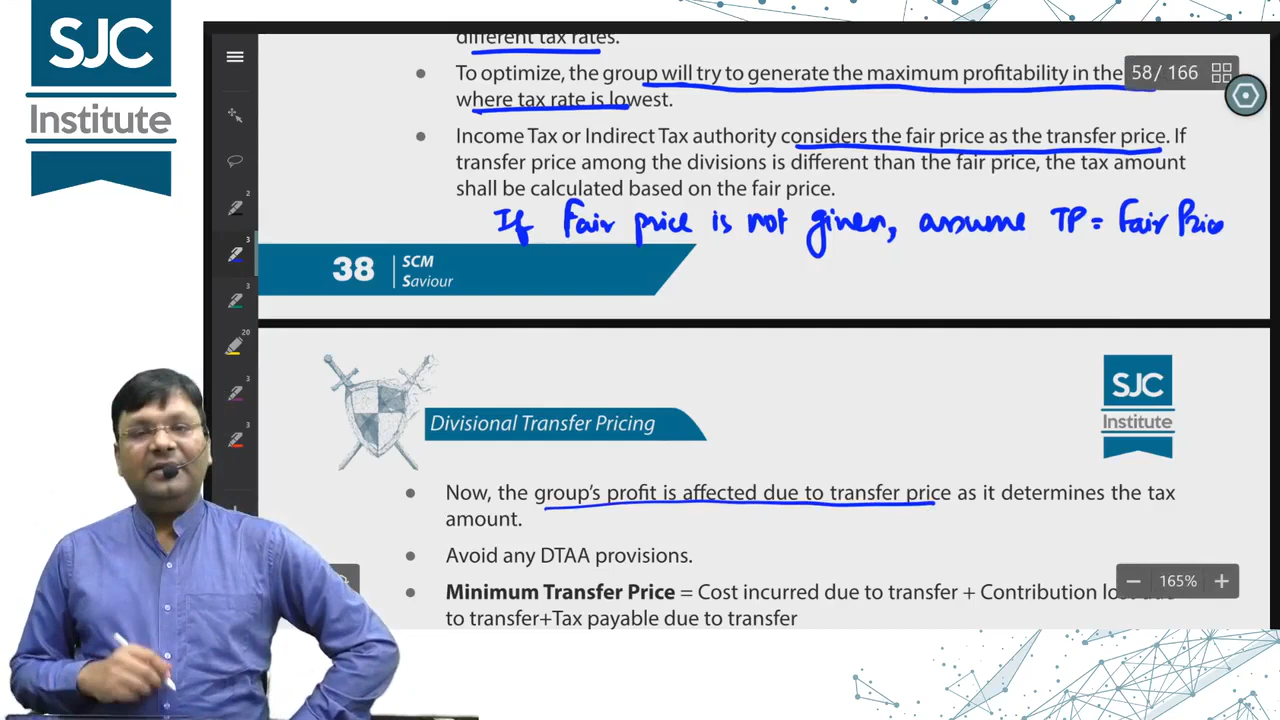 SJC
Institute
different tax rates.
To optimize, the group will try to generate the maximum profitability in the
where tax rate is lowest.
58 / 166
Income Tax or Indirect Tax authority considers the fair price as the transfer price. If
transfer price among the divisions is different than the fair price, the tax amount
shall be calculated based on the fair price.
If Fair price is not given, assume TP = Fair Price
38
SCM
Saviour
2
3
3
20
3
3
Divisional Transfer Pricing
SJC
Institute
Now, the group's profit is affected due to transfer price as it determines the tax
amount.
Avoid any DTAA provisions.
165%
Minimum Transfer Price = Cost incurred due to transfer + Contribution
to transfer+Tax payable due to transfer